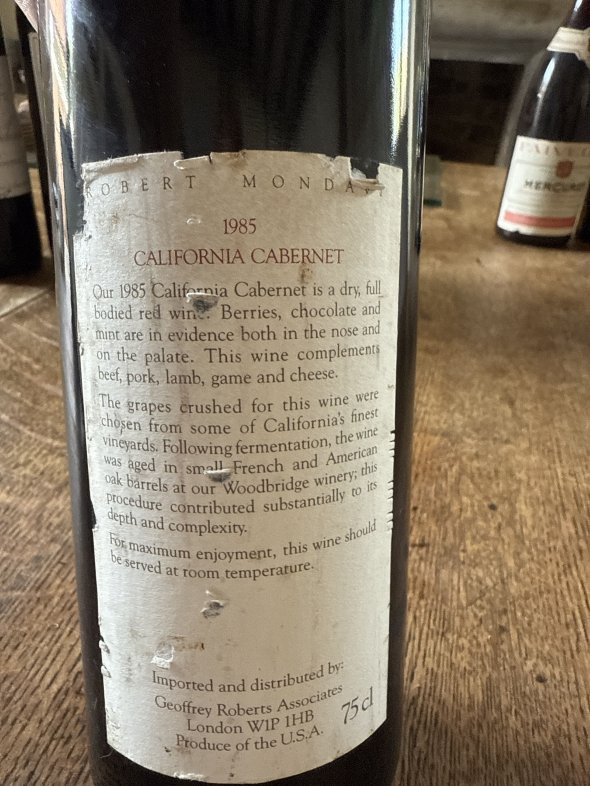 OBERT MONDA
1985
CALIFORNIA CABERNET
Our 1985 California Cabernet is a dry, full
bodied red wine. Berries, chocolate and
mint are in evidence both in the nose and
on the palate. This wine complements
beef, pork, lamb, game and cheese.
The grapes crushed for this wine were
chosen from some of California's finest
vineyards. Following fermentation, the wine
was aged in small French and American
oak barrels at our Woodbridge winery; this
procedure contributed substantially to its
depth and complexity.
For maximum enjoyment, this wine should
be served at room temperature.
Imported and distributed by:
Geoffrey Roberts Associates
London W1P 1HB
Produce of the U.S.A.
75 cl
MERCUREY